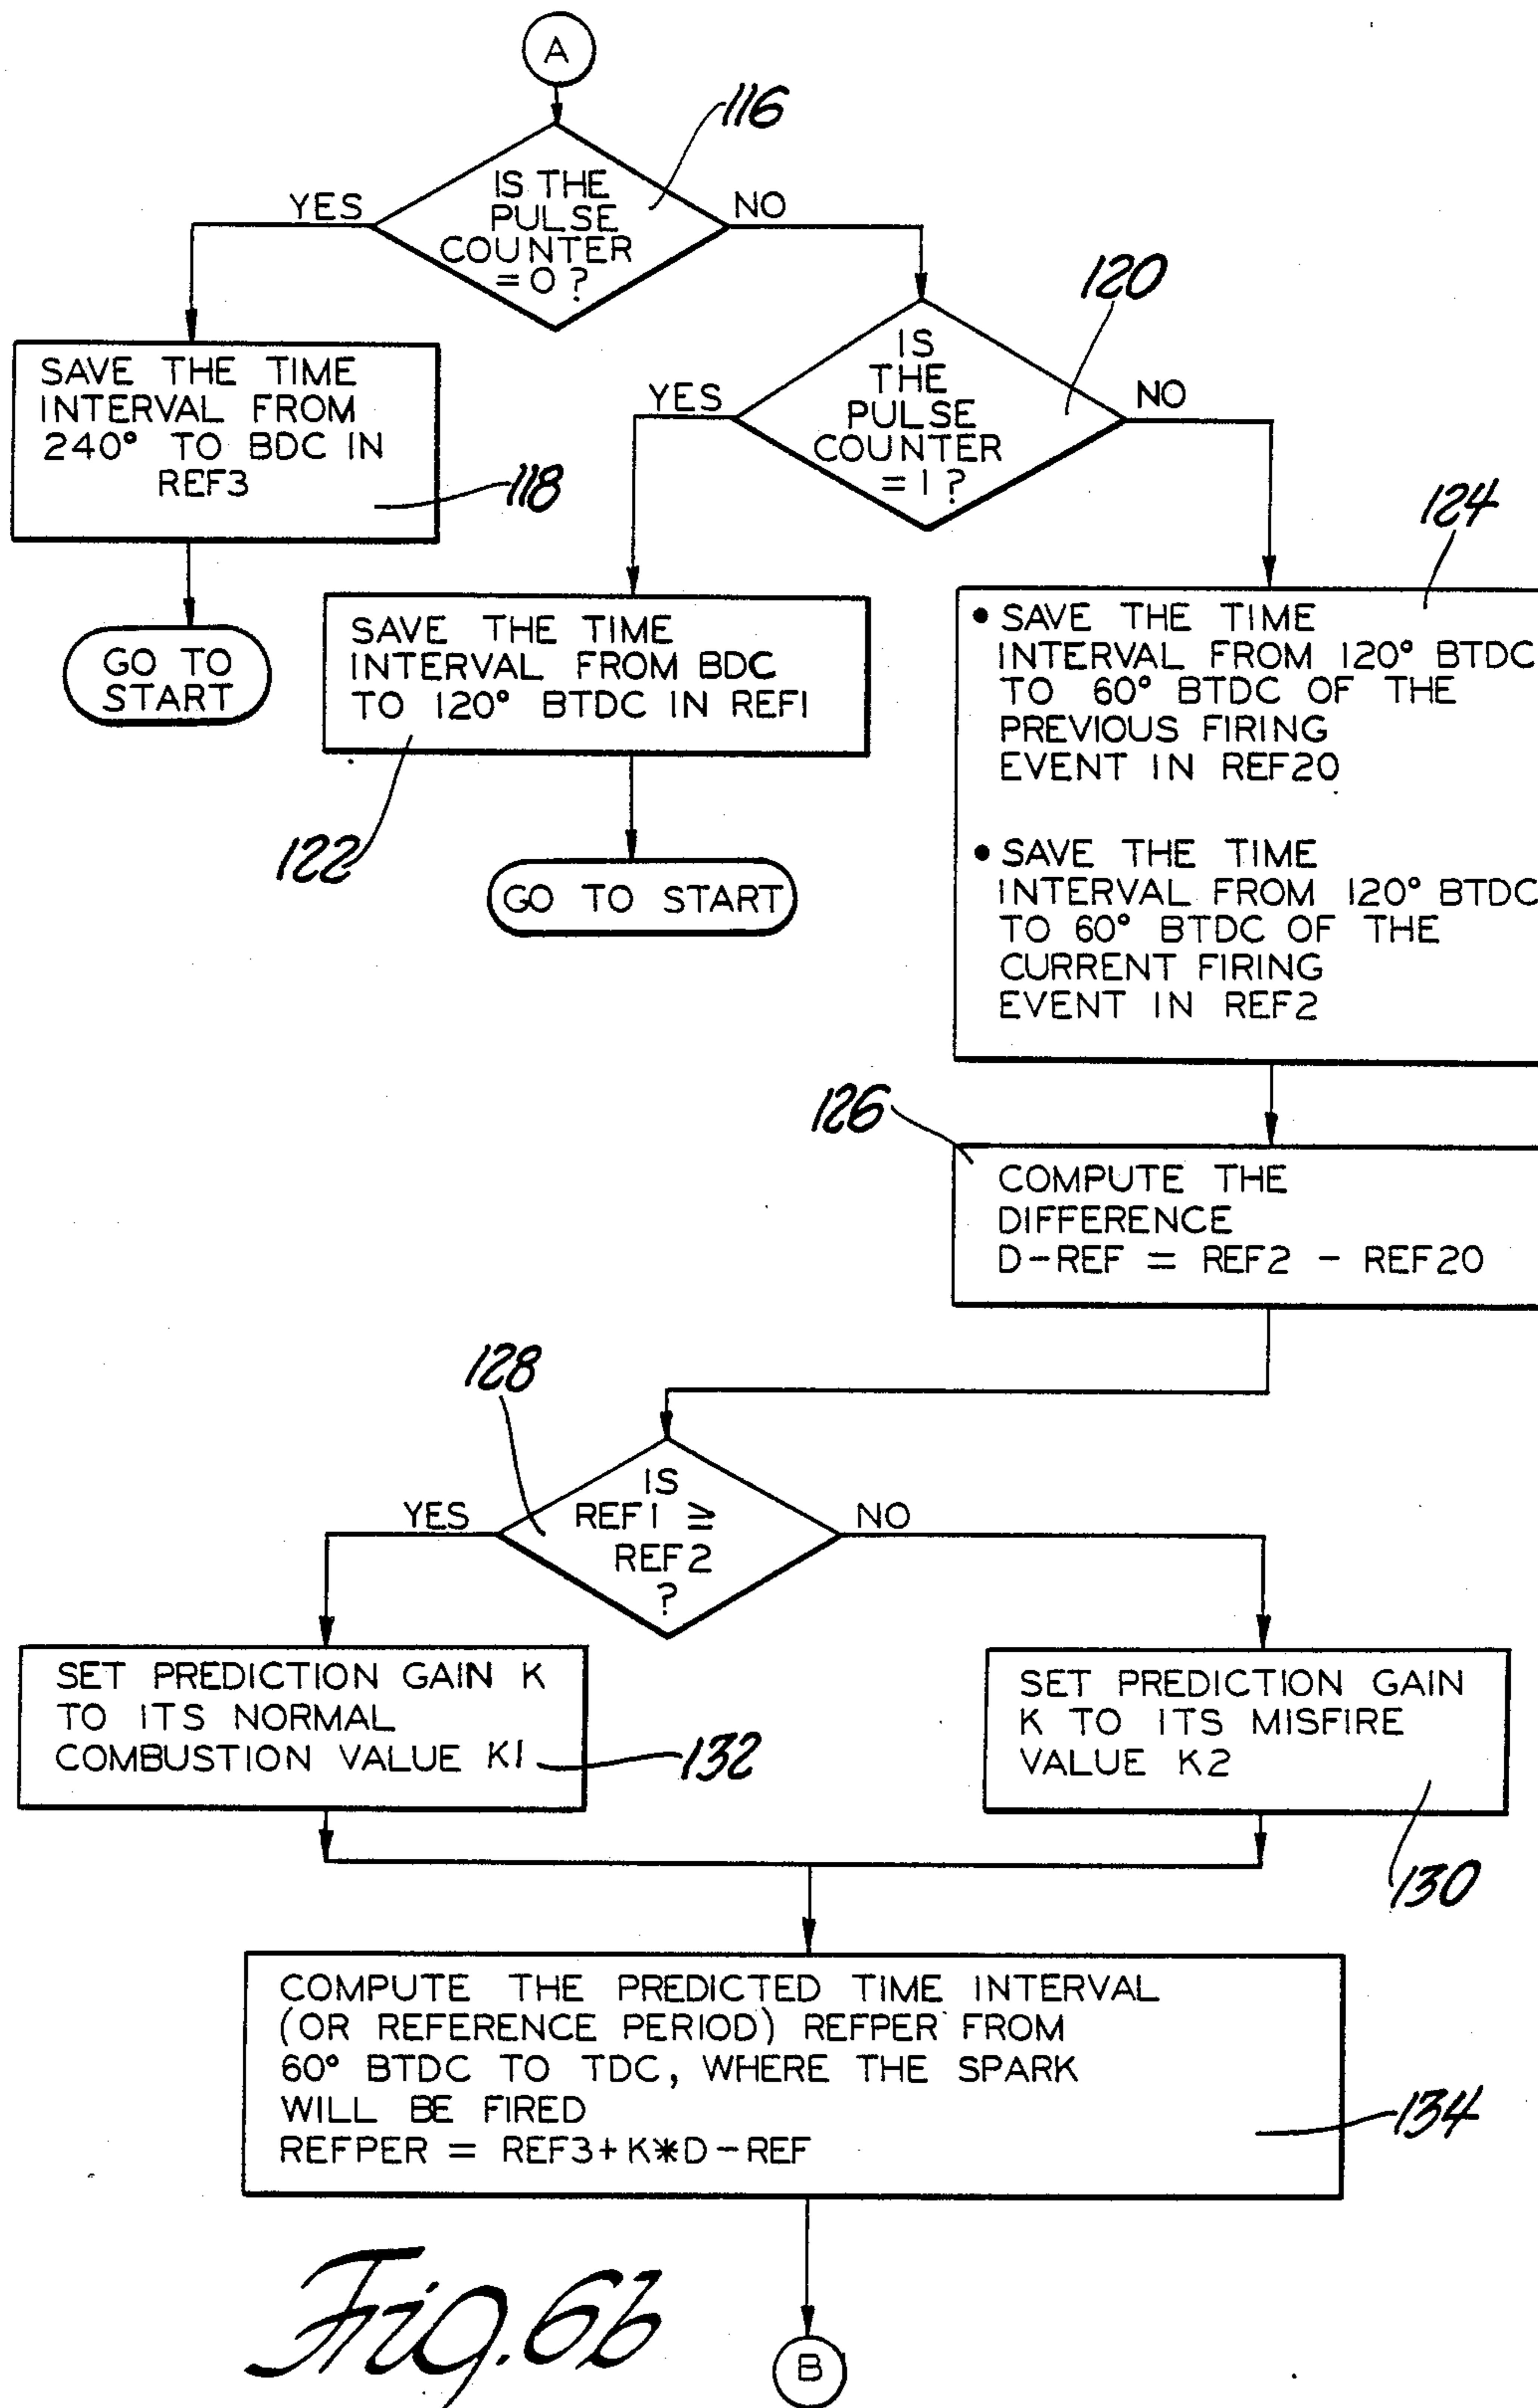 A
116
IS THE
PULSE
COUNTER
= 0 ?
YES
NO
120
IS
THE
PULSE
COUNTER
= 1 ?
YES
NO
SAVE THE TIME
INTERVAL FROM
240° TO BDC IN
REF3
118
GO TO
START
SAVE THE TIME
INTERVAL FROM BDC
TO 120° BTDC IN REF1
122
GO TO START
124
• SAVE THE TIME
INTERVAL FROM 120° BTDC
TO 60° BTDC OF THE
PREVIOUS FIRING
EVENT IN REF20
• SAVE THE TIME
INTERVAL FROM 120° BTDC
TO 60° BTDC OF THE
CURRENT FIRING
EVENT IN REF2
126
COMPUTE THE
DIFFERENCE
D-REF = REF2 - REF20
128
IS
REF1 ≧
REF2
?
YES
NO
SET PREDICTION GAIN K
TO ITS NORMAL
COMBUSTION VALUE K1
132
SET PREDICTION GAIN
K TO ITS MISFIRE
VALUE K2
130
COMPUTE THE PREDICTED TIME INTERVAL
(OR REFERENCE PERIOD) REFPER FROM
60° BTDC TO TDC, WHERE THE SPARK
WILL BE FIRED
REFPER = REF3+K*D-REF
134
Fig.6b
B